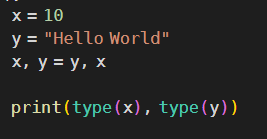 x = 10
y = "Hello World"
x, y = y, x
print(type(x), type(y))